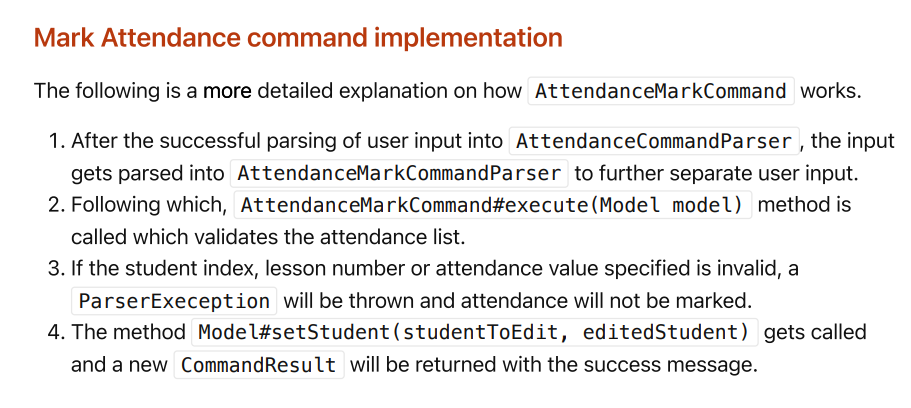 Mark Attendance command implementation
The following is a more detailed explanation on how AttendanceMarkCommand works.
1. After the successful parsing of user input into AttendanceCommandParser, the input
gets parsed into AttendanceMarkCommandParser to further separate user input.
2. Following which, AttendanceMarkCommand#execute(Model model) method is
called which validates the attendance list.
3. If the student index, lesson number or attendance value specified is invalid, a
ParserExeception will be thrown and attendance will not be marked.
4. The method Model#setStudent(studentToEdit, editedStudent) gets called
and a new CommandResult will be returned with the success message.